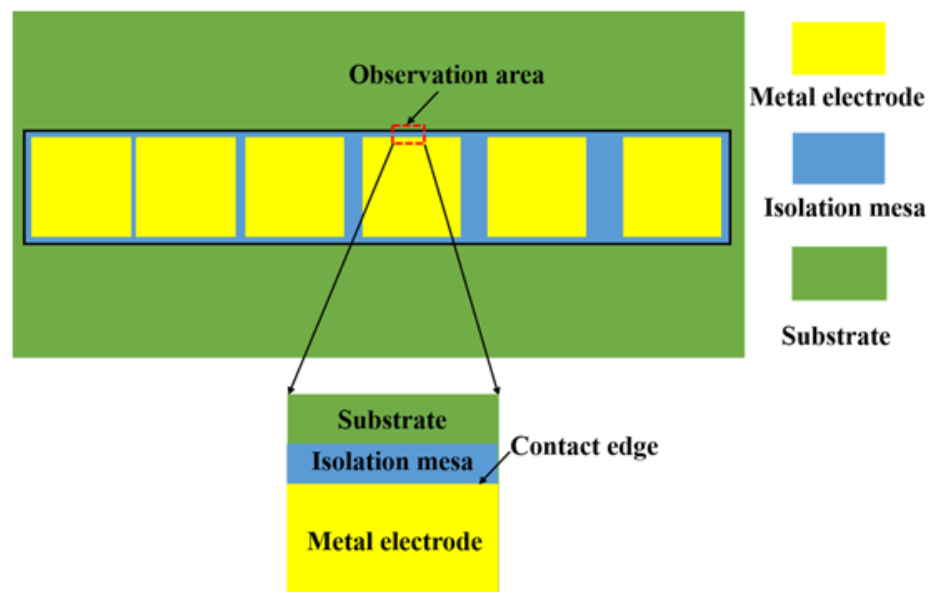 Observation area
Metal electrode
Isolation mesa
Substrate
Substrate
Isolation mesa
Contact edge
Metal electrode